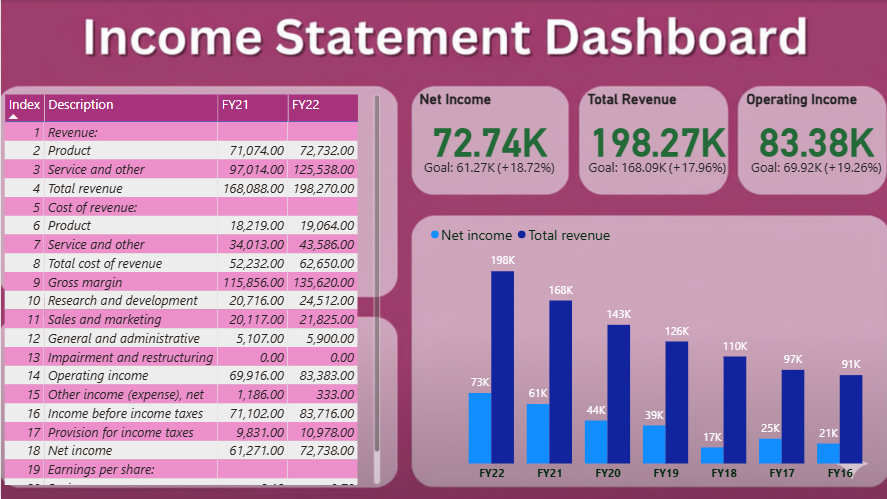 Income Statement Dashboard
Index Description FY21 FY22
1 Revenue:
2 Product 71,074.00 72,732.00
3 Service and other 97,014.00 125,538.00
4 Total revenue 168,088.00 198,270.00
5 Cost of revenue:
6 Product 18,219.00 19,064.00
7 Service and other 34,013.00 43,586.00
8 Total cost of revenue 52,232.00 62,650.00
9 Gross margin 115,856.00 135,620.00
10 Research and development 20,716.00 24,512.00
11 Sales and marketing 20,117.00 21,825.00
12 General and administrative 5,107.00 5,900.00
13 Impairment and restructuring 0.00 0.00
14 Operating income 69,916.00 83,383.00
15 Other income (expense), net 1,186.00 333.00
16 Income before income taxes 71,102.00 83,716.00
17 Provision for income taxes 9,831.00 10,978.00
18 Net income 61,271.00 72,738.00
19 Earnings per share:
Net Income
72.74K
Goal: 61.27K (+18.72%)
Total Revenue
198.27K
Goal: 168.09K (+17.96%)
Operating Income
83.38K
Goal: 69.92K (+19.26%)
Net income Total revenue
73K 198K
61K 168K
44K 143K
39K 126K
17K 110K
25K 97K
21K 91K
FY22 FY21 FY20 FY19 FY18 FY17 FY16